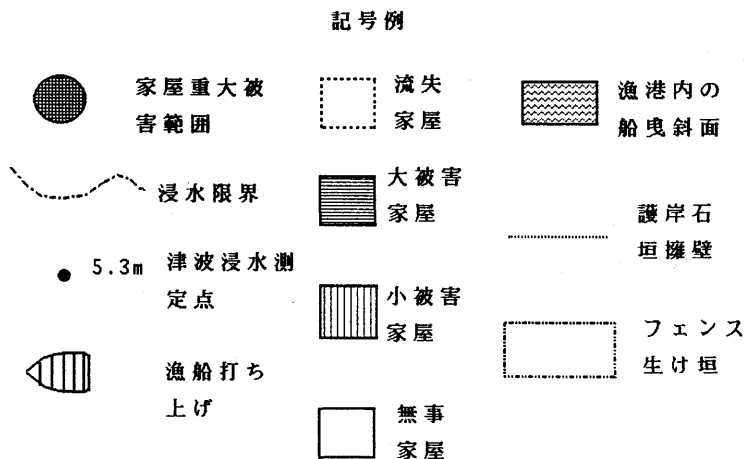 記号例
家屋重大被
害範囲
浸水限界
5.3m 津波浸水測
定点
漁船打ち
上げ
流失
家屋
大被害
家屋
小被害
家屋
無事
家屋
漁港内の
船曳斜面
護岸石
垣擁壁
フェンス
生け垣